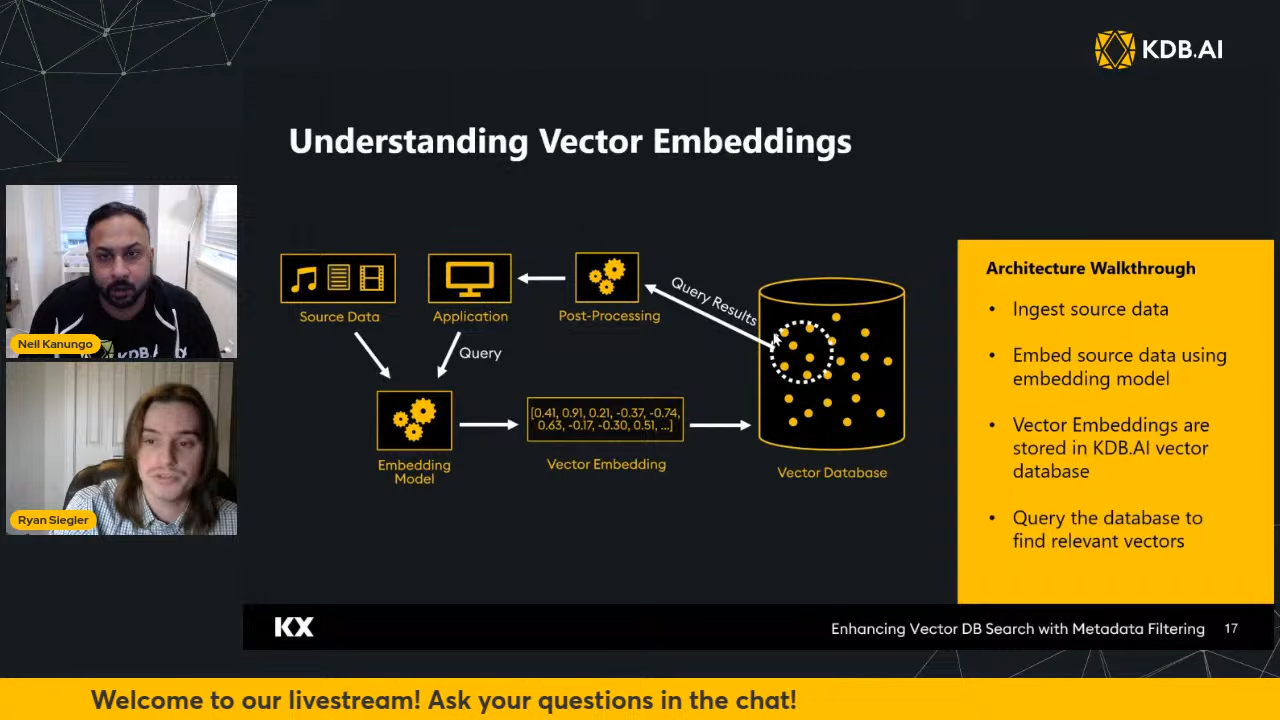 KDB.AI
Understanding Vector Embeddings
Neil Kanungo
Ryan Siegler
Source Data
Application
Post-Processing
Query Results
Query
Embedding
Model
[0.41, 0.91, 0.21, -0.37, -0.74,
0.63, -0.17, -0.30, 0.51, ...]
Vector Embedding
Vector Database
Architecture Walkthrough
• Ingest source data
• Embed source data using
embedding model
• Vector Embeddings are
stored in KDB.AI vector
database
• Query the database to
find relevant vectors
KX
Enhancing Vector DB Search with Metadata Filtering 17
Welcome to our livestream! Ask your questions in the chat!